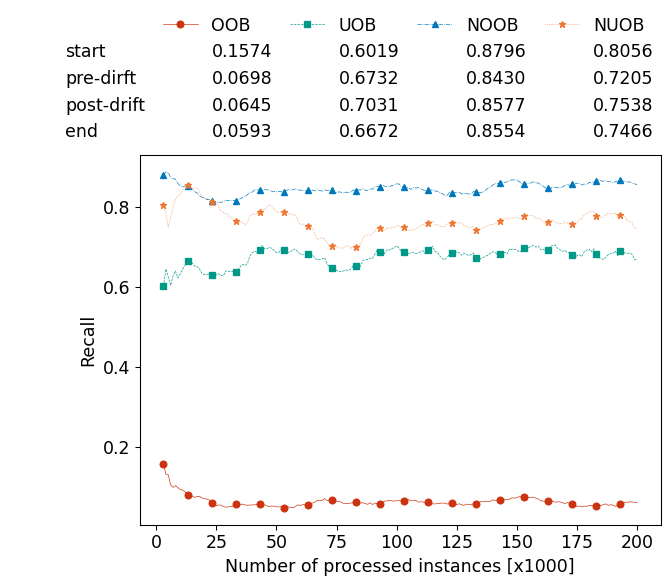 OOB UOB NOOB NUOB
start 0.1574 0.6019 0.8796 0.8056
pre-dirft 0.0698 0.6732 0.8430 0.7205
post-drift 0.0645 0.7031 0.8577 0.7538
end 0.0593 0.6672 0.8554 0.7466
0.8
0.6
0.4
0.2
Recall
0 25 50 75 100 125 150 175 200
Number of processed instances [x1000]